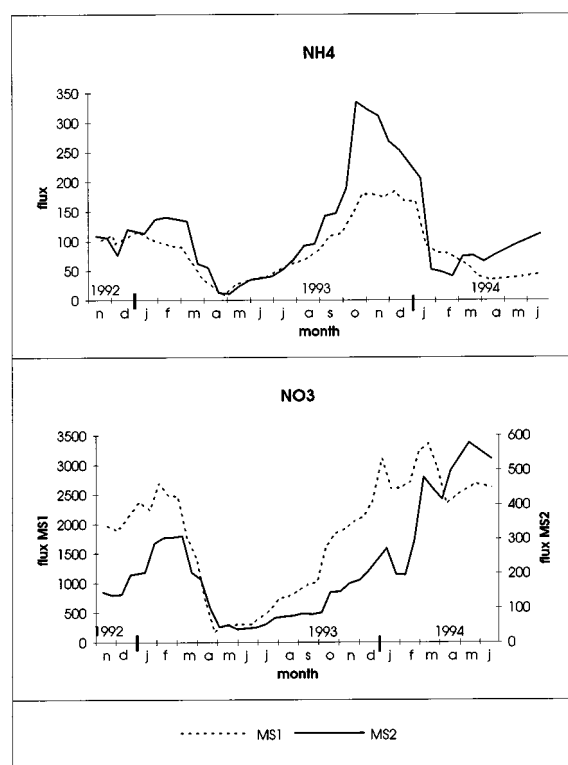 NH4
350
300
250
200
150
100
50
0
flux
1992
1993
1994
n d j f m a m j j a s o n d j f m a m j
month
NO3
3500
3000
2500
2000
1500
1000
500
0
flux MS1
600
500
400
300
200
100
0
flux MS2
1992
1993
1994
n d j f m a m j j a s o n d j f m a m j
month
MS1
MS2